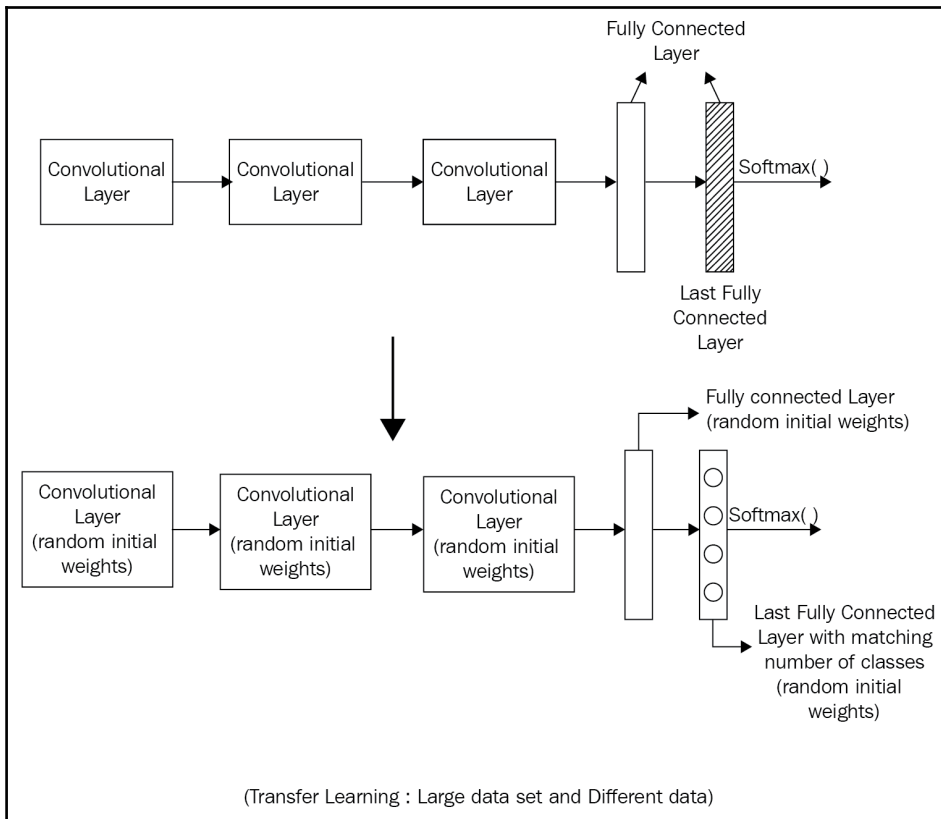 Fully Connected
Layer
Convolutional
Layer
Convolutional
Layer
Convolutional
Layer
Softmax( )
Last Fully
Connected
Layer
Fully connected Layer
(random initial weights)
Convolutional
Layer
(random initial
weights)
Convolutional
Layer
(random initial
weights)
Convolutional
Layer
(random initial
weights)
Softmax( )
Last Fully Connected
Layer with matching
number of classes
(random initial
weights)
(Transfer Learning : Large data set and Different data)